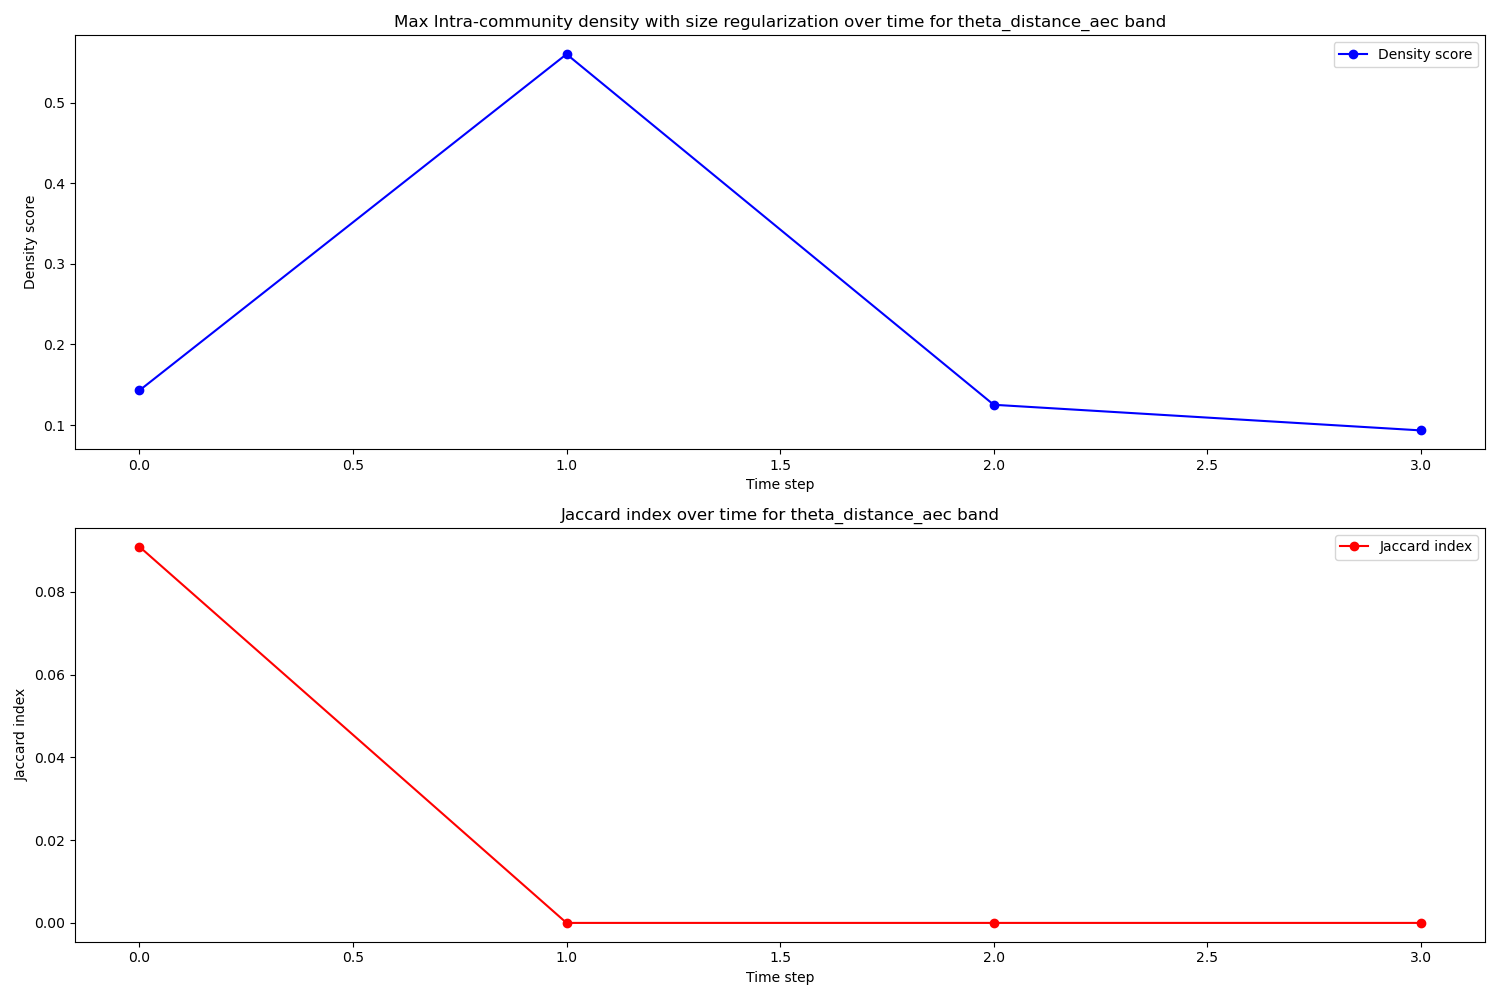 Max Intra-community density with size regularization over time for theta_distance_aec band
Density score
Density score
0.5
0.4
0.3
0.2
0.1
0.0 0.5 1.0 1.5 2.0 2.5 3.0
Time step
Jaccard index over time for theta_distance_aec band
Jaccard index
Jaccard index
0.08
0.06
0.04
0.02
0.00
0.0 0.5 1.0 1.5 2.0 2.5 3.0
Time step